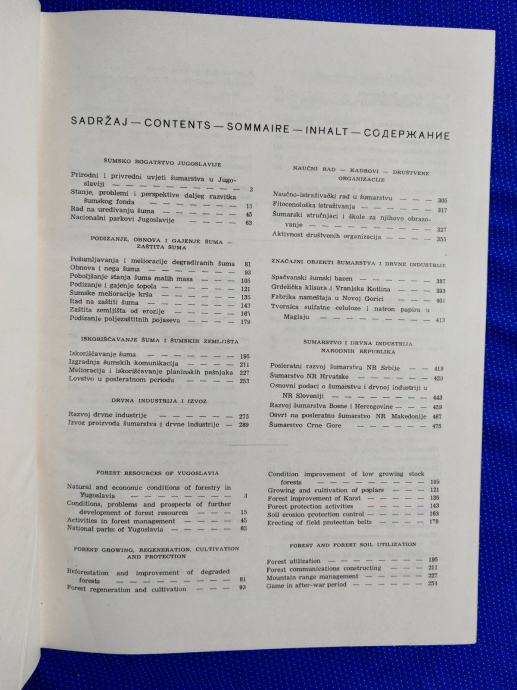 SADRŽAJ — CONTENTS — SOMMAIRE — INHALT — СОДЕРЖАНИЕ
ŠUMSKO BOGATSTVO JUGOSLAVIJE
Prirodni i privredni uvjeti šumarstva u Jugo-
slaviji — — — — — — — — — 3
Stanje, problemi i perspektive daljeg razvitka
šumskog fonda — — — — — — — 15
Rad na uređivanju šuma — — — — — 45
Nacionalni parkovi Jugoslavije — — — — 63
PODIZANJE, OBNOVA I GAJENJE ŠUMA —
ZAŠTITA ŠUMA
Pošumljavanja i melioracije degradiranih šuma 81
Obnova i nega šuma — — — — — — 93
Poboljšanje stanja šuma malih masa — — — 105
Podizanje i gajenje topola — — — — — 121
Šumske melioracije krša — — — — — 135
Rad na zaštiti šuma — — — — — — 143
Zaštita zemljišta od erozije — — — — —
Podizanje poljezaštitnih pojaseva — — — 179
ISKORIŠĆAVANJE ŠUMA I ŠUMSKIH ZEMLJIŠTA
Iskorišćavanje šuma — — — — — — 195
Izgradnja šumskih komunikacija — — — — 211
Melioracija i iskorišćavanje planinskih pašnjaka 227
Lovstvo u posleratnom periodu — — — — 253
DRVNA INDUSTRIJA I IZVOZ
Razvoj drvne industrije — — — — — 275
Izvoz proizvoda šumarstva i drvne industrije — 289
NAUČNI RAD — KADROVI — DRUŠTVENE
ORGANIZACIJE
Naučno-istraživački rad u šumarstvu — — — 305
Fitocenološka istraživanja — — — — — 317
Šumarski stručnjaci i škole za njihovo obrazo-
vanje — — — — — — — — — 327
Aktivnost društvenih organizacija — — — 355
ZNAČAJNI OBJEKTI ŠUMARSTVA I DRVNE INDUSTRIJE
Spačvanski šumski bazen — — — — — 387
Grdelička klisura i Vranjska Kotlina — — — 393
Fabrika nameštaja u Novoj Gorici — — — 401
Tvornica sulfatne celuloze i natron papira u
Maglaju — — — — — — — — 413
ŠUMARSTVO I DRVNA INDUSTRIJA
NARODNIH REPUBLIKA
Posleratni razvoj šumarstva NR Srbije — — 419
Šumarstvo NR Hrvatske — — — — — 429
Osnovni podaci o šumarstvu i drvnoj industriji u
NR Sloveniji — — — — — — — 443
Razvoj šumarstva Bosne i Hercegovine — — — 459
Osvrt na posleratno šumarstvo NR Makedonije 467
Šumarstvo Crne Gore — — — — — — 475
FOREST RESOURCES OF YUGOSLAVIA
Natural and economic conditions of forestry in
Yugoslavia — — — — — — — — 3
Conditions, problems and prospects of further
development of forest resources — — — 15
Activities in forest management — — — — 45
National parks of Yugoslavia — — — — 63
FOREST GROWING, REGENERATION, CULTIVATION
AND PROTECTION
Reforestation and improvement of degraded
forests — — — — — — — — 81
Forest regeneration and cultivation — — — 93
Condition improvement of low growing stock
forests — — — — — — — —
Growing and cultivation of poplars — — — 121
Forest improvement of Karst — — — — 135
Forest protection activities — — — — 143
Soil erosion protection control — — — — 163
Erecting of field protection belts — — — 179
FOREST AND FOREST SOIL UTILIZATION
Forest utilization — — — — — — — 195
Forest communications constructing — — — 211
Mountain range management — — — — 227
Game in after-war period — — — — — 254